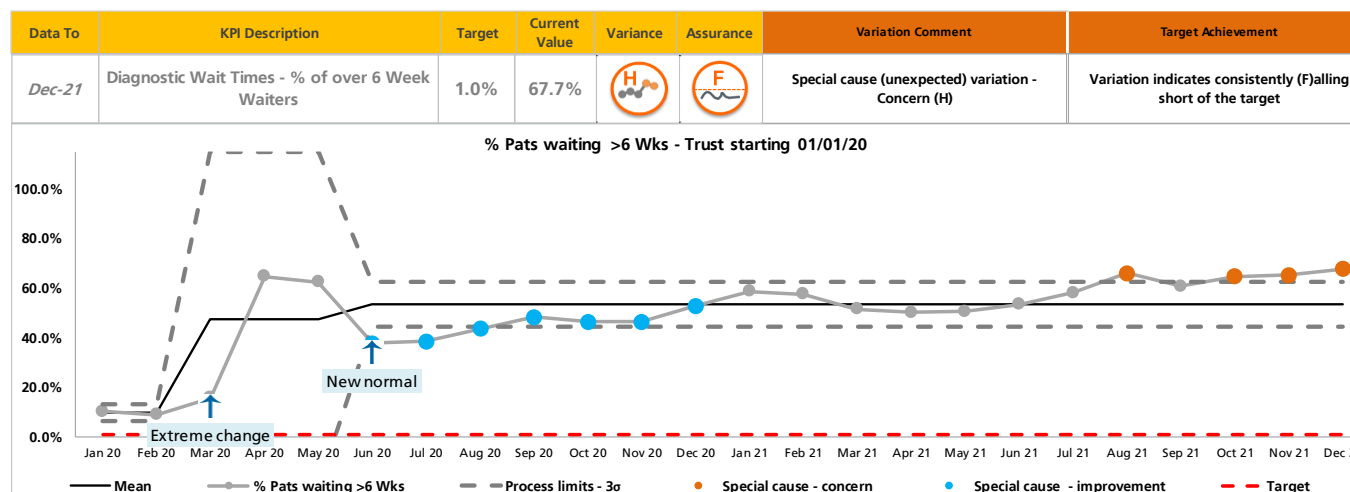 Data To KPI Description Target Current Value Variance Assurance Variation Comment Target Achievement
Dec-21 Diagnostic Wait Times - % of over 6 Week Waiters 1.0% 67.7% H F Special cause (unexpected) variation - Concern (H) Variation indicates consistently (F)alling short of the target
% Pats waiting >6 Wks - Trust starting 01/01/20
100.0%
80.0%
60.0%
40.0%
20.0%
0.0%
New normal
Extreme change
Jan 20 Feb 20 Mar 20 Apr 20 May 20 Jun 20 Jul 20 Aug 20 Sep 20 Oct 20 Nov 20 Dec 20 Jan 21 Feb 21 Mar 21 Apr 21 May 21 Jun 21 Jul 21 Aug 21 Sep 21 Oct 21 Nov 21 Dec
Mean % Pats waiting >6 Wks Process limits - 3σ Special cause - concern Special cause - improvement Target